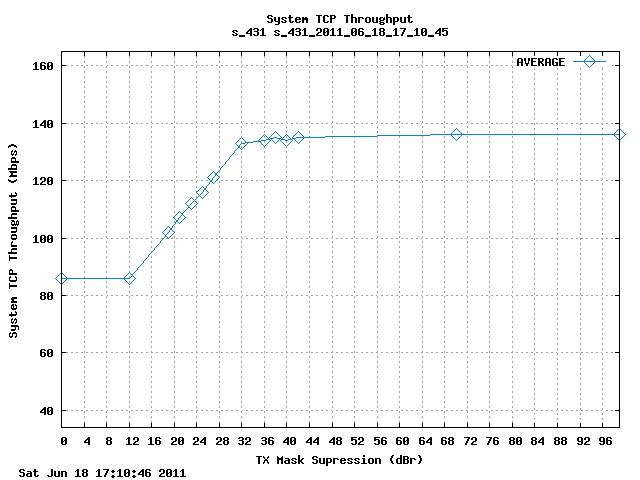 System TCP Throughput
s_431 s_431_2011_06_18_17_10_45
AVERAGE
160
140
120
100
80
60
40
System TCP Throughput (Mbps)
0 4 8 12 16 20 24 28 32 36 40 44 48 52 56 60 64 68 72 76 80 84 88 92 96
TX Mask Supression (dBr)
Sat Jun 18 17:10:46 2011